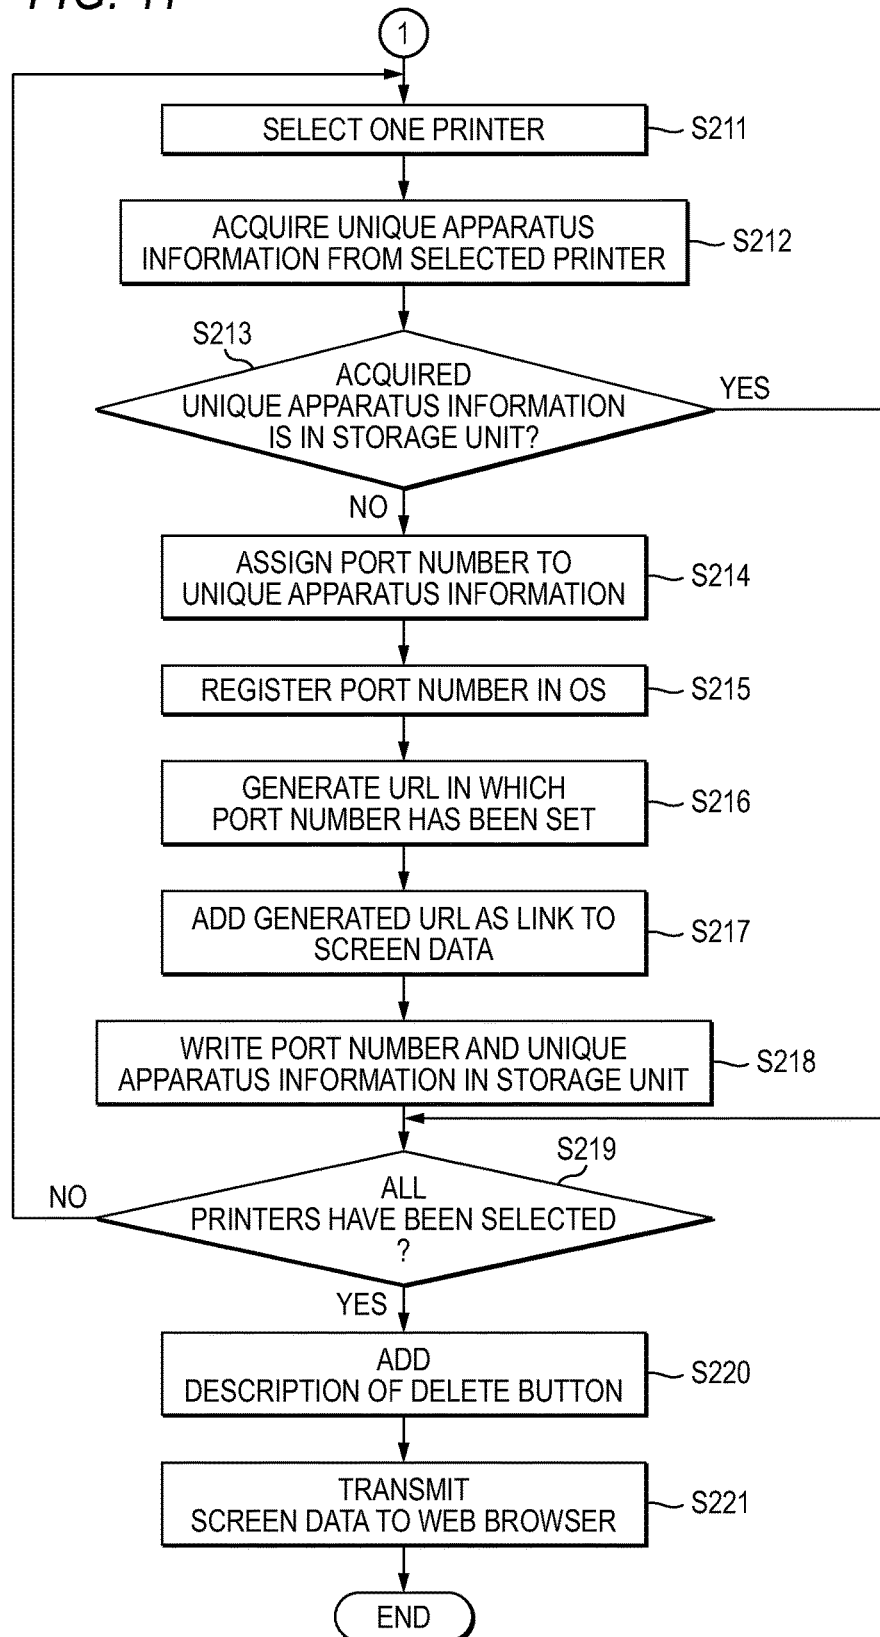 FIG. 11
1
SELECT ONE PRINTER
S211
ACQUIRE UNIQUE APPARATUS
INFORMATION FROM SELECTED PRINTER
S212
S213
ACQUIRED
UNIQUE APPARATUS INFORMATION
IS IN STORAGE UNIT?
YES
NO
ASSIGN PORT NUMBER TO
UNIQUE APPARATUS INFORMATION
S214
REGISTER PORT NUMBER IN OS
S215
GENERATE URL IN WHICH
PORT NUMBER HAS BEEN SET
S216
ADD GENERATED URL AS LINK TO
SCREEN DATA
S217
WRITE PORT NUMBER AND UNIQUE
APPARATUS INFORMATION IN STORAGE UNIT
S218
S219
ALL
PRINTERS HAVE BEEN SELECTED
?
NO
YES
ADD
DESCRIPTION OF DELETE BUTTON
S220
TRANSMIT
SCREEN DATA TO WEB BROWSER
S221
END